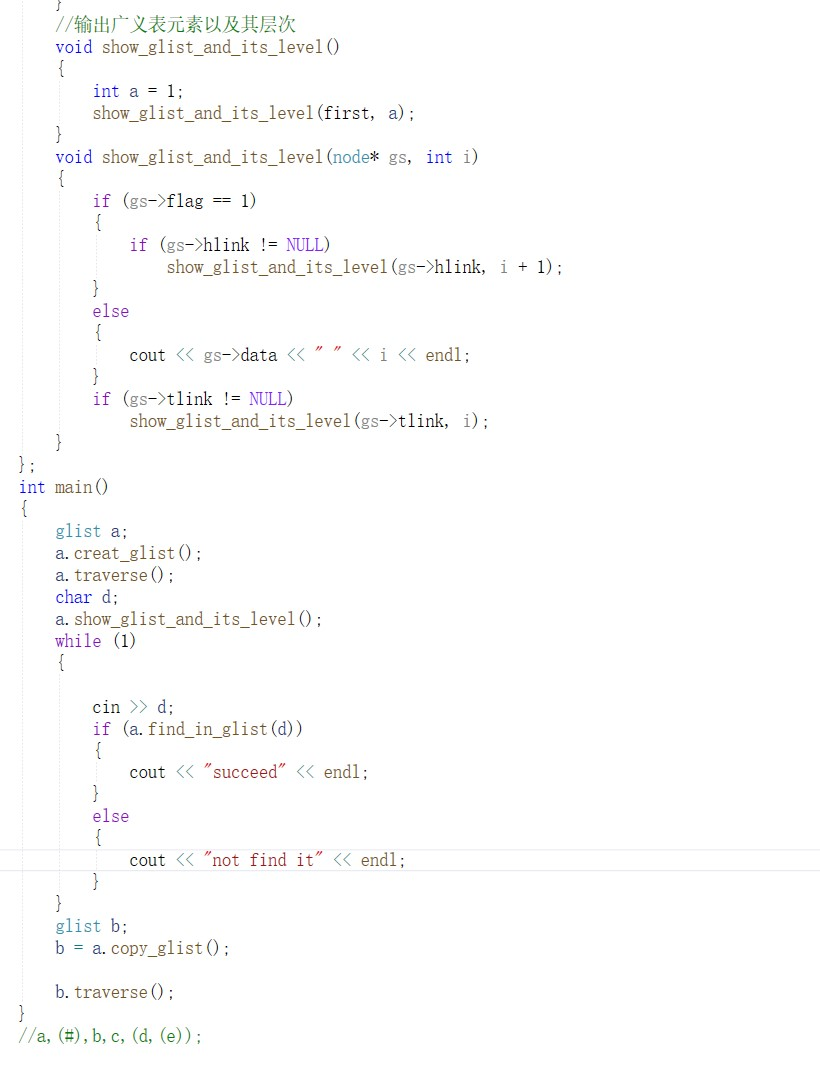 }
//输出广义表元素以及其层次
void show_glist_and_its_level()
{
int a = 1;
show_glist_and_its_level(first, a);
}
void show_glist_and_its_level(node* gs, int i)
{
if (gs->flag == 1)
{
if (gs->hlink != NULL)
show_glist_and_its_level(gs->hlink, i + 1);
}
else
{
cout << gs->data << " " << i << endl;
}
if (gs->tlink != NULL)
show_glist_and_its_level(gs->tlink, i);
}
};
int main()
{
glist a;
a.creat_glist();
a.traverse();
char d;
a.show_glist_and_its_level();
while (1)
{
cin >> d;
if (a.find_in_glist(d))
{
cout << "succeed" << endl;
}
else
{
cout << "not find it" << endl;
}
}
glist b;
b = a.copy_glist();
b.traverse();
}
//a,(#),b,c,(d,(e));